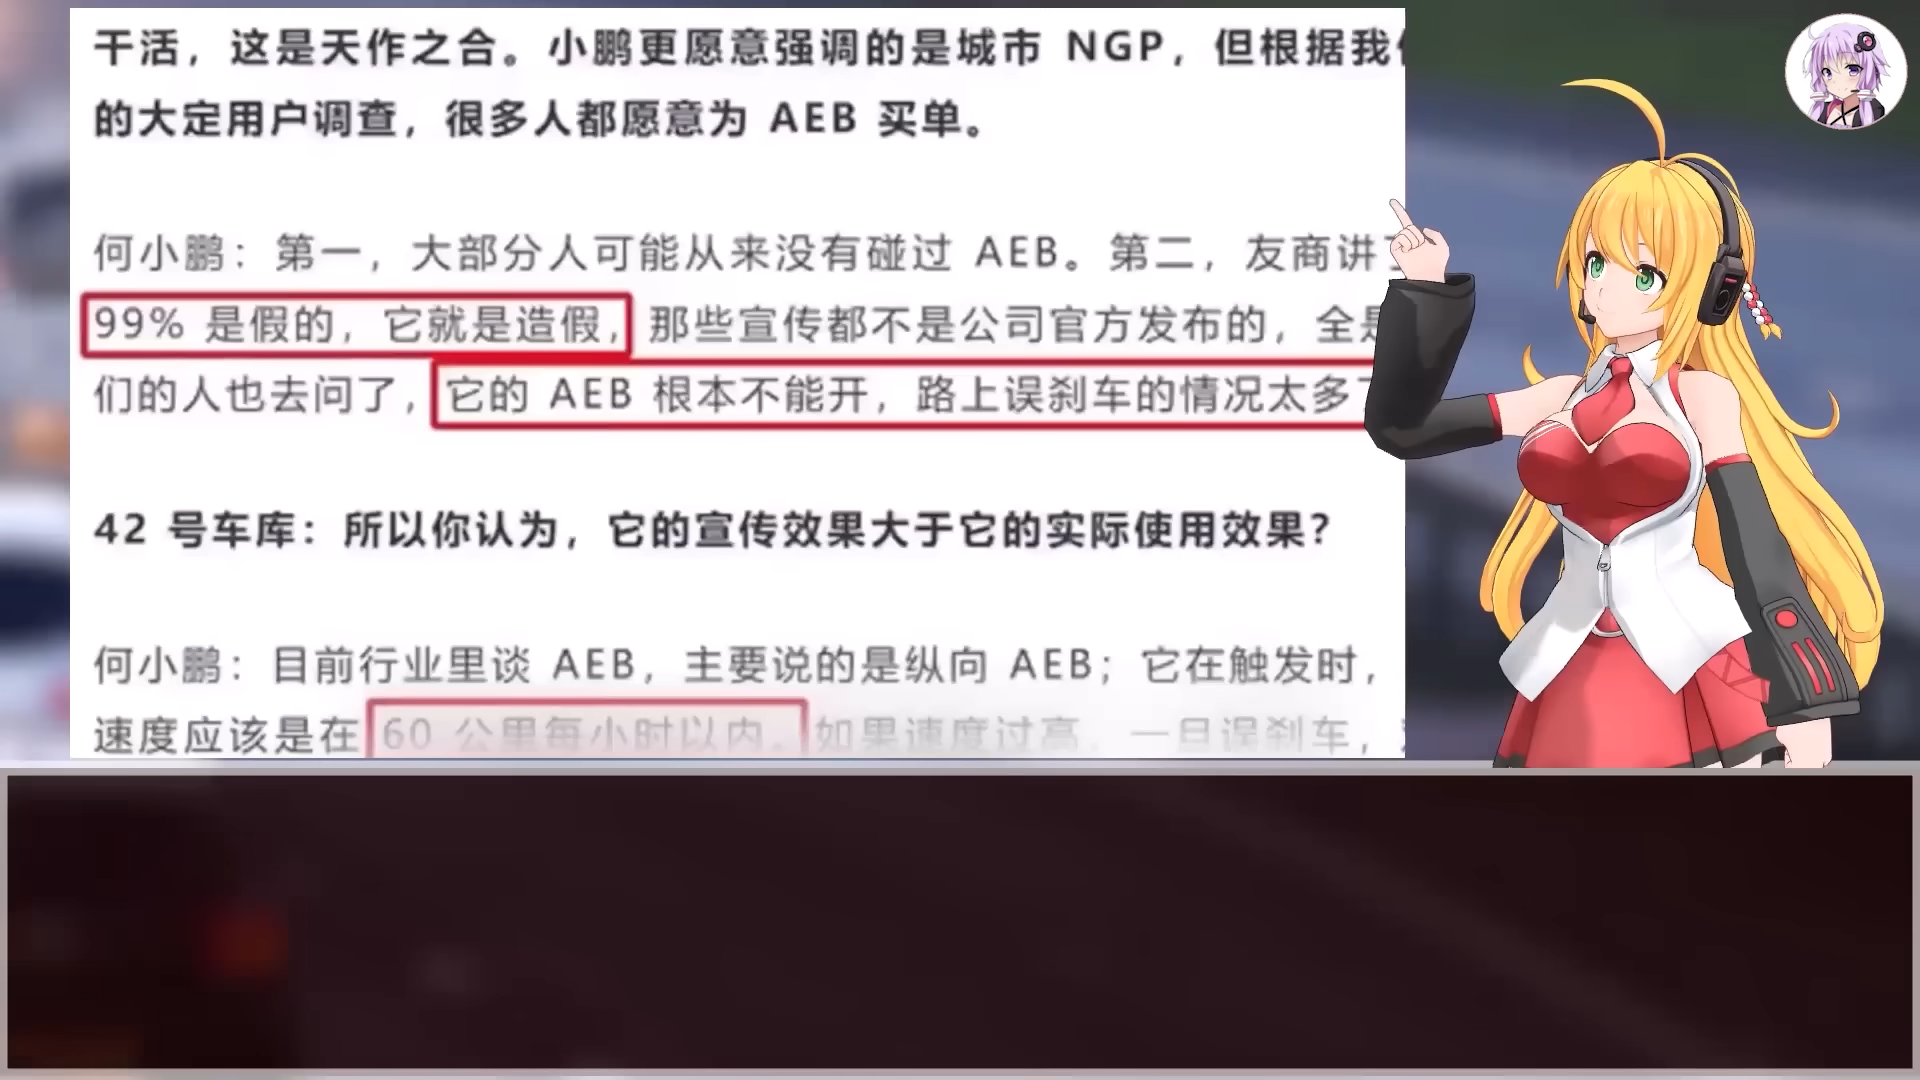 干活，这是天作之合。小鹏更愿意强调的是城市 NGP，但根据我
的大定用户调查，很多人都愿意为 AEB 买单。
何小鹏：第一，大部分人可能从来没有碰过 AEB。第二，友商讲
99% 是假的，它就是造假，那些宣传都不是公司官方发布的，全是
们的人也去问了，它的 AEB 根本不能开，路上误刹车的情况太多
42 号车库：所以你认为，它的宣传效果大于它的实际使用效果？
何小鹏：目前行业里谈 AEB，主要说的是纵向 AEB；它在触发时，
速度应该是在 60 公里每小时以内。如果速度过高，一旦误刹车，